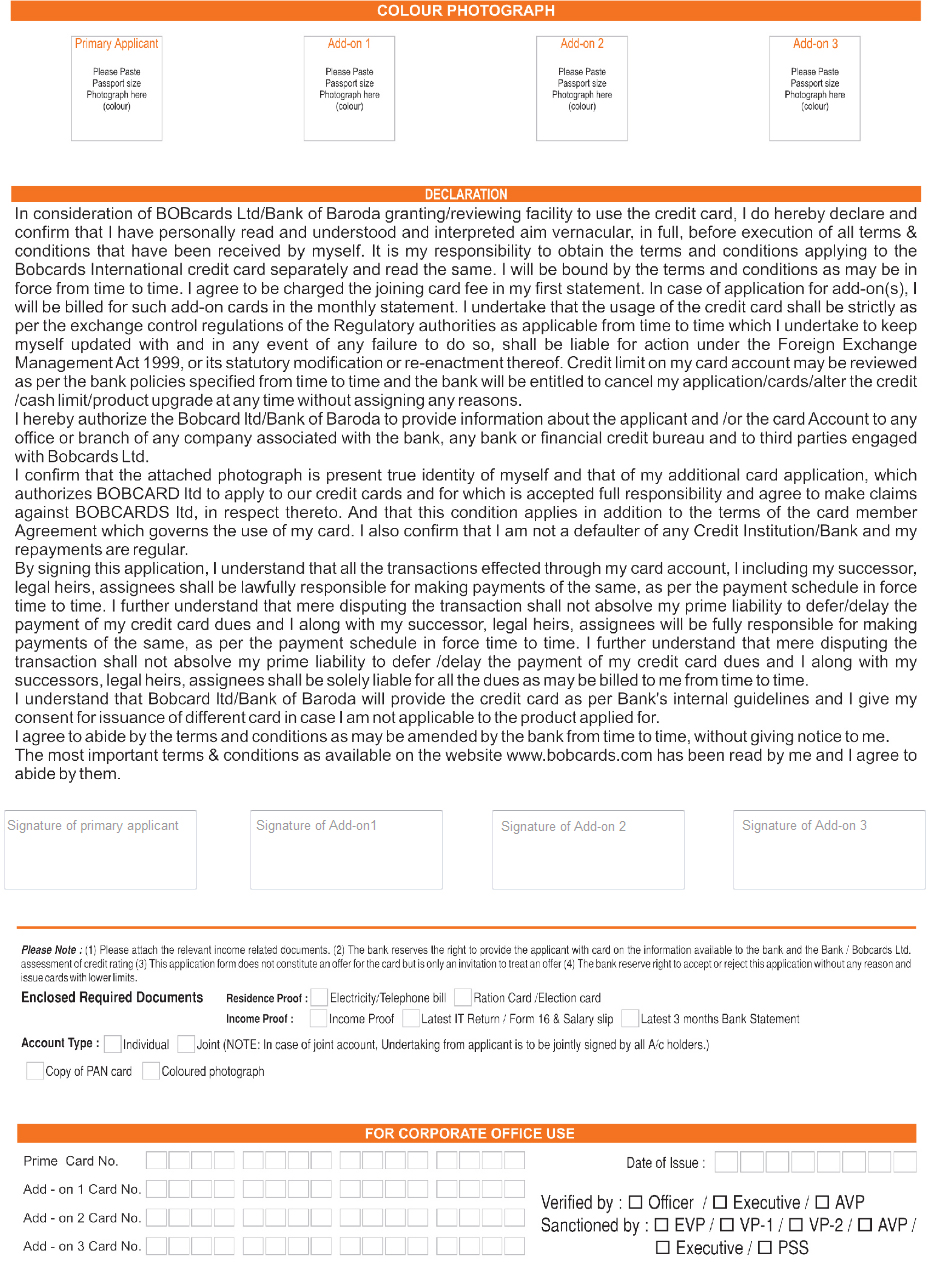 COLOUR PHOTOGRAPH
Primary Applicant
Please Paste
Passport size
Photograph here
(colour)
Add-on 1
Please Paste
Passport size
Photograph here
(colour)
Add-on 2
Please Paste
Passport size
Photograph here
(colour)
Add-on 3
Please Paste
Passport size
Photograph here
(colour)
DECLARATION
In consideration of BOBcards Ltd/Bank of Baroda granting/reviewing facility to use the credit card, I do hereby declare and
confirm that I have personally read and understood and interpreted aim vernacular, in full, before execution of all terms &
conditions that have been received by myself. It is my responsibility to obtain the terms and conditions applying to the
Bobcards International credit card separately and read the same. I will be bound by the terms and conditions as may be in
force from time to time. I agree to be charged the joining card fee in my first statement. In case of application for add-on(s), I
will be billed for such add-on cards in the monthly statement. I undertake that the usage of the credit card shall be strictly as
per the exchange control regulations of the Regulatory authorities as applicable from time to time which I undertake to keep
myself updated with and in any event of any failure to do so, shall be liable for action under the Foreign Exchange
Management Act 1999, or its statutory modification or re-enactment thereof. Credit limit on my card account may be reviewed
as per the bank policies specified from time to time and the bank will be entitled to cancel my application/cards/alter the credit
/cash limit/product upgrade at any time without assigning any reasons.
I hereby authorize the Bobcard ltd/Bank of Baroda to provide information about the applicant and /or the card Account to any
office or branch of any company associated with the bank, any bank or financial credit bureau and to third parties engaged
with Bobcards Ltd.
I confirm that the attached photograph is present true identity of myself and that of my additional card application, which
authorizes BOBCARD ltd to apply to our credit cards and for which is accepted full responsibility and agree to make claims
against BOBCARDS ltd, in respect thereto. And that this condition applies in addition to the terms of the card member
Agreement which governs the use of my card. I also confirm that I am not a defaulter of any Credit Institution/Bank and my
repayments are regular.
By signing this application, I understand that all the transactions effected through my card account, I including my successor,
legal heirs, assignees shall be lawfully responsible for making payments of the same, as per the payment schedule in force
time to time. I further understand that mere disputing the transaction shall not absolve my prime liability to defer/delay the
payment of my credit card dues and I along with my successor, legal heirs, assignees will be fully responsible for making
payments of the same, as per the payment schedule in force time to time. I further understand that mere disputing the
transaction shall not absolve my prime liability to defer /delay the payment of my credit card dues and I along with my
successors, legal heirs, assignees shall be solely liable for all the dues as may be billed to me from time to time.
I understand that Bobcard ltd/Bank of Baroda will provide the credit card as per Bank's internal guidelines and I give my
consent for issuance of different card in case I am not applicable to the product applied for.
I agree to abide by the terms and conditions as may be amended by the bank from time to time, without giving notice to me.
The most important terms & conditions as available on the website www.bobcards.com has been read by me and I agree to
abide by them.
Signature of primary applicant
Signature of Add-on1
Signature of Add-on 2
Signature of Add-on 3
Please Note : (1) Please attach the relevant income related documents. (2) The bank reserves the right to provide the applicant with card on the information available to the bank and the Bank / Bobcards Ltd.
assessment of credit rating (3) This application form does not constitute an offer for the card but is only an invitation to treat an offer (4) The bank reserve right to accept or reject this application without any reason and
issue cards with lower limits.
Enclosed Required Documents Residence Proof : Electricity/Telephone bill Ration Card /Election card
Income Proof : Income Proof Latest IT Return / Form 16 & Salary slip Latest 3 months Bank Statement
Account Type : Individual Joint (NOTE: In case of joint account, Undertaking from applicant is to be jointly signed by all A/c holders.)
Copy of PAN card Coloured photograph
FOR CORPORATE OFFICE USE
Prime Card No.
Add - on 1 Card No.
Add - on 2 Card No.
Add - on 3 Card No.
Date of Issue :
Verified by : ☐ Officer / ☐ Executive / ☐ AVP
Sanctioned by : ☐ EVP / ☐ VP-1 / ☐ VP-2 / ☐ AVP /
☐ Executive / ☐ PSS